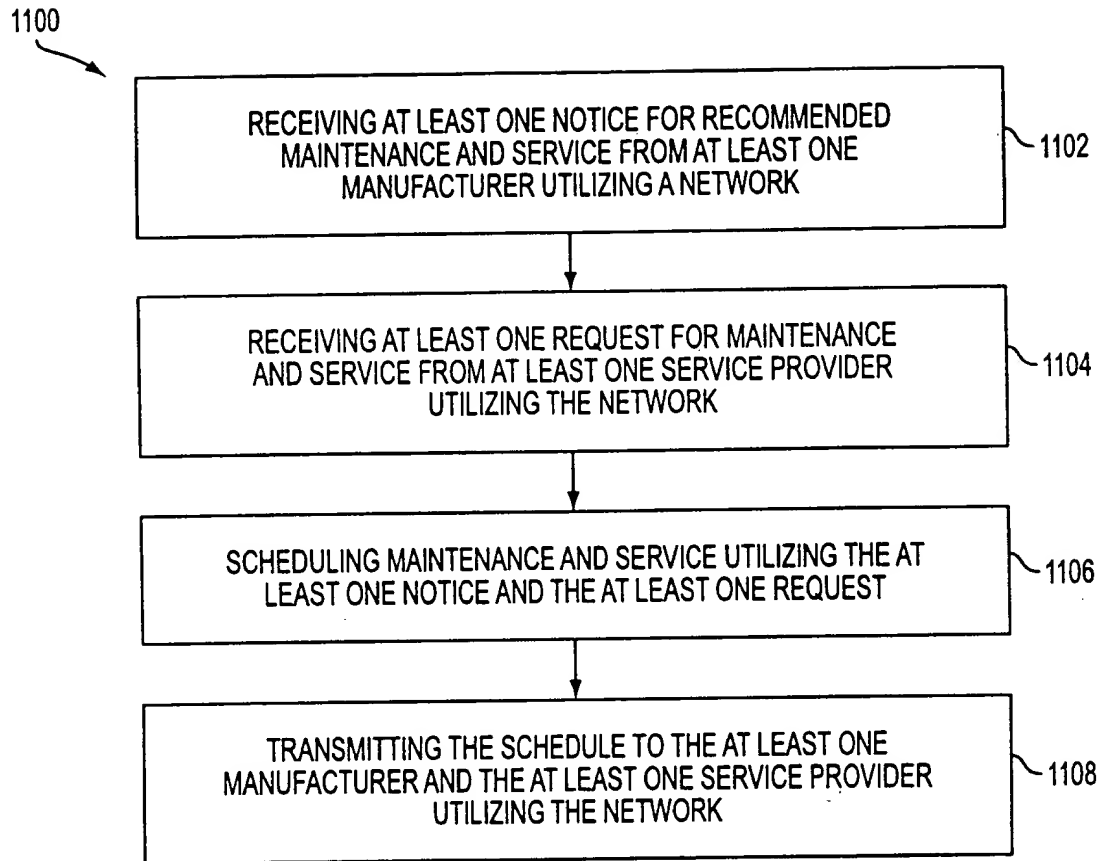 1100
RECEIVING AT LEAST ONE NOTICE FOR RECOMMENDED
MAINTENANCE AND SERVICE FROM AT LEAST ONE
MANUFACTURER UTILIZING A NETWORK
1102
RECEIVING AT LEAST ONE REQUEST FOR MAINTENANCE
AND SERVICE FROM AT LEAST ONE SERVICE PROVIDER
UTILIZING THE NETWORK
1104
SCHEDULING MAINTENANCE AND SERVICE UTILIZING THE AT
LEAST ONE NOTICE AND THE AT LEAST ONE REQUEST
1106
TRANSMITTING THE SCHEDULE TO THE AT LEAST ONE
MANUFACTURER AND THE AT LEAST ONE SERVICE PROVIDER
UTILIZING THE NETWORK
1108